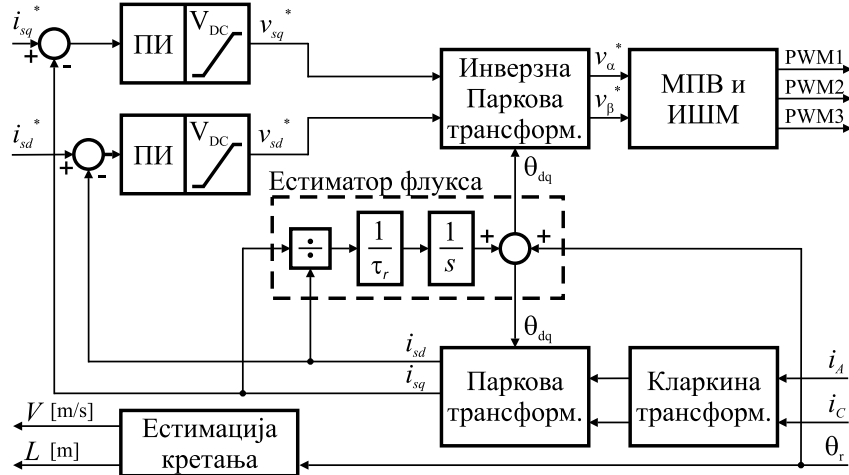 i_sq^*
+
-
ПИ
V_DC
v_sq^*
i_sd^*
+
-
ПИ
V_DC
v_sd^*
Инверзна
Паркова
трансформ.
v_α^*
v_β^*
МПВ и
ИШМ
PWM1
PWM2
PWM3
θ_dq
Естиматор флукса
÷
1
τ_r
1
s
+
+
θ_dq
i_sd
i_sq
Паркова
трансформ.
Кларкина
трансформ.
i_A
i_C
V [m/s]
L [m]
Естимација
кретања
θ_r